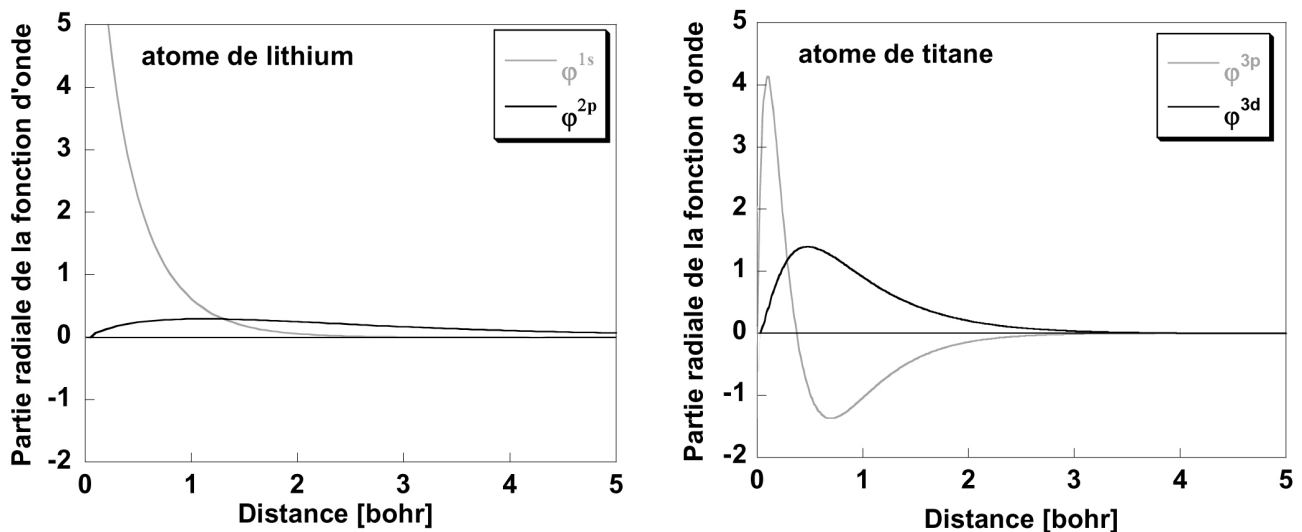 Partie radiale de la fonction d'onde
5
4
3
2
1
0
-1
-2
atome de lithium
φ1s
φ2p
0 1 2 3 4 5
Distance [bohr]
Partie radiale de la fonction d'onde
5
4
3
2
1
0
-1
-2
atome de titane
φ3p
φ3d
0 1 2 3 4 5
Distance [bohr]